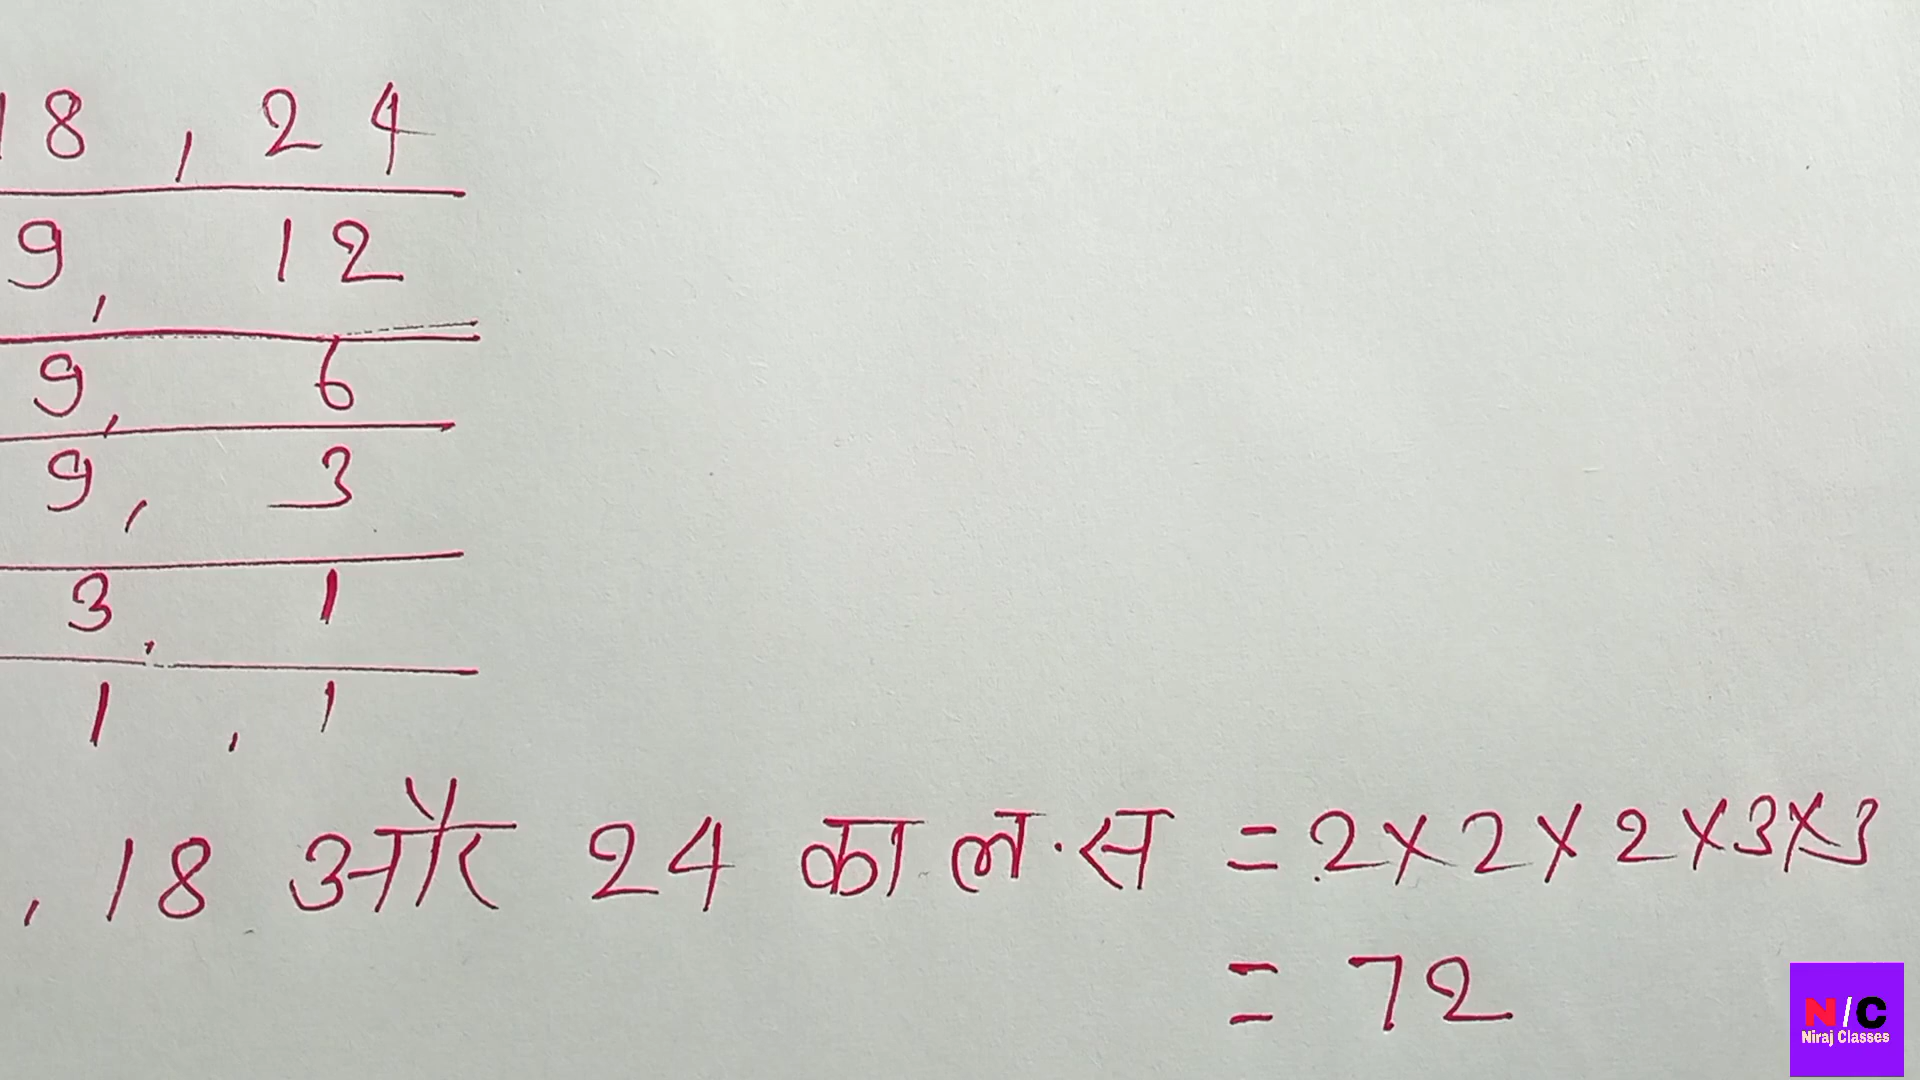 18, 24
9, 12
9, 6
9, 3
3, 1
1, 1
, 18 और 24 का ल.स = 2×2×2×3×3
= 72
N/C
Niraj Classes